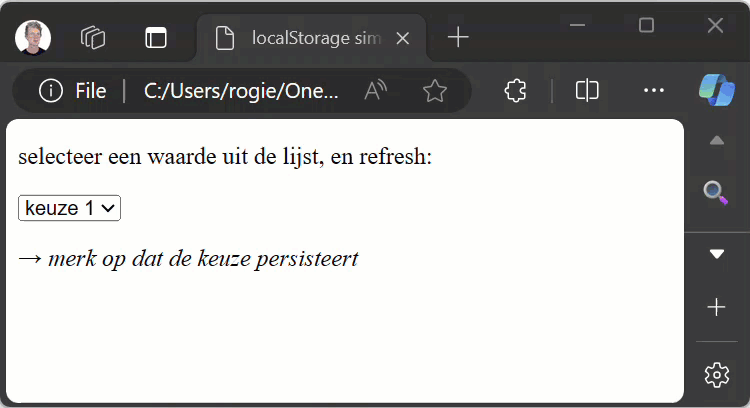 localStorage sim
File
C:/Users/rogie/One...
selecteer een waarde uit de lijst, en refresh:
keuze 1
→ merk op dat de keuze persisteert